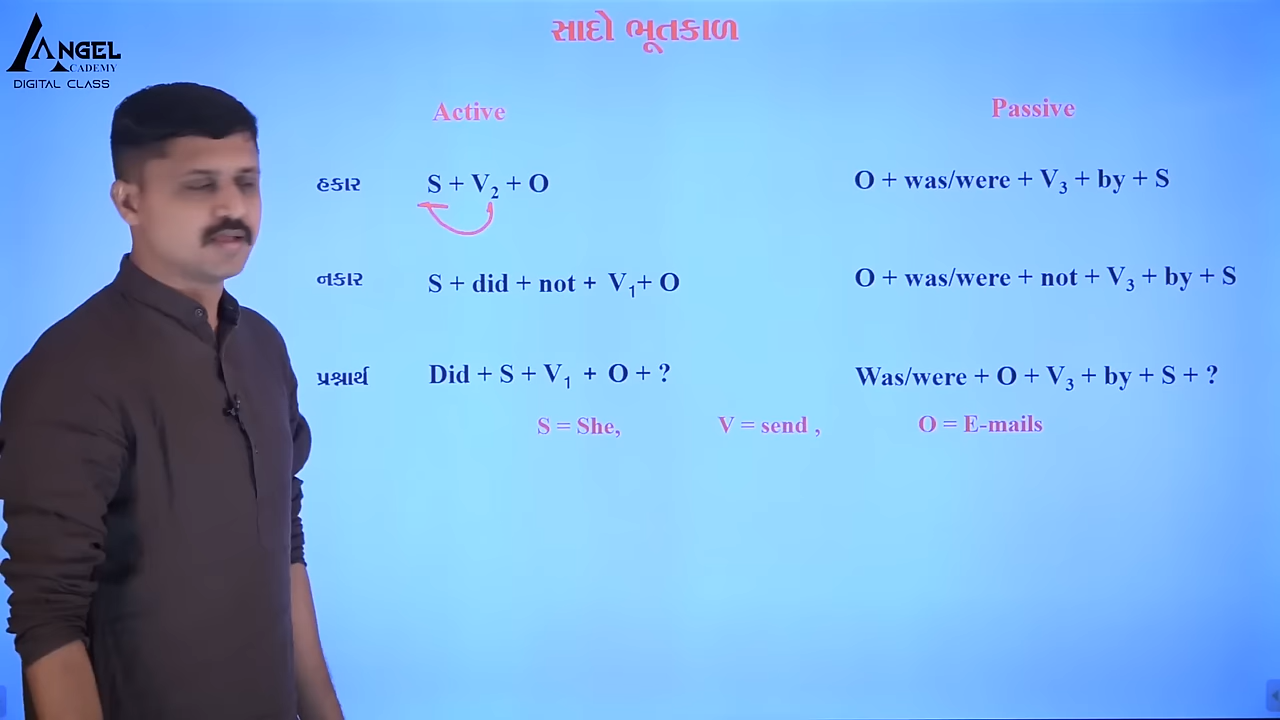 ANGEL
ACADEMY
DIGITAL CLASS
સાદો ભૂતકાળ
Active Passive
હકાર S + V₂ + O O + was/were + V₃ + by + S
નકાર S + did + not + V₁+ O O + was/were + not + V₃ + by + S
પ્રશ્નાર્થ Did + S + V₁ + O + ? Was/were + O + V₃ + by + S + ?
S = She, V = send , O = E-mails